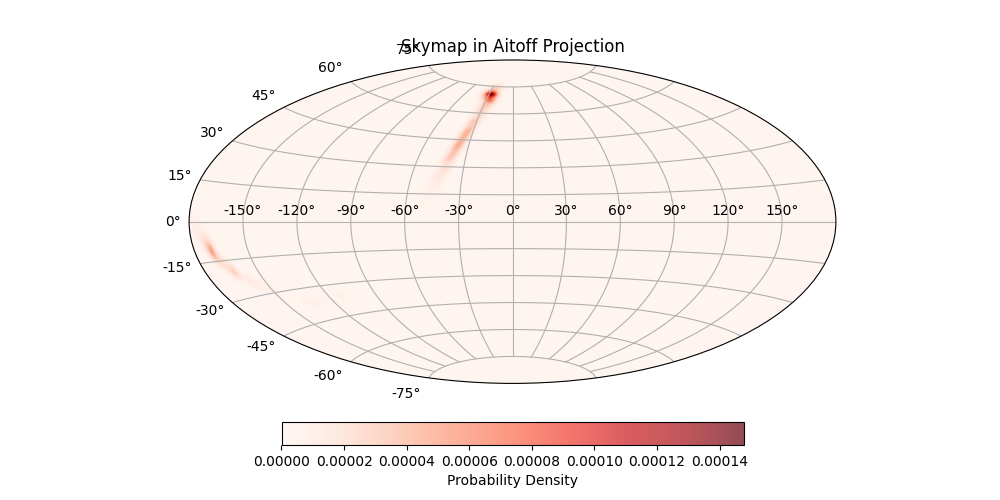 Skymap in Aitoff Projection
75°
60°
45°
30°
15°
0°
-15°
-30°
-45°
-60°
-75°
-150° -120° -90° -60° -30° 0° 30° 60° 90° 120° 150°
0.00000 0.00002 0.00004 0.00006 0.00008 0.00010 0.00012 0.00014
Probability Density